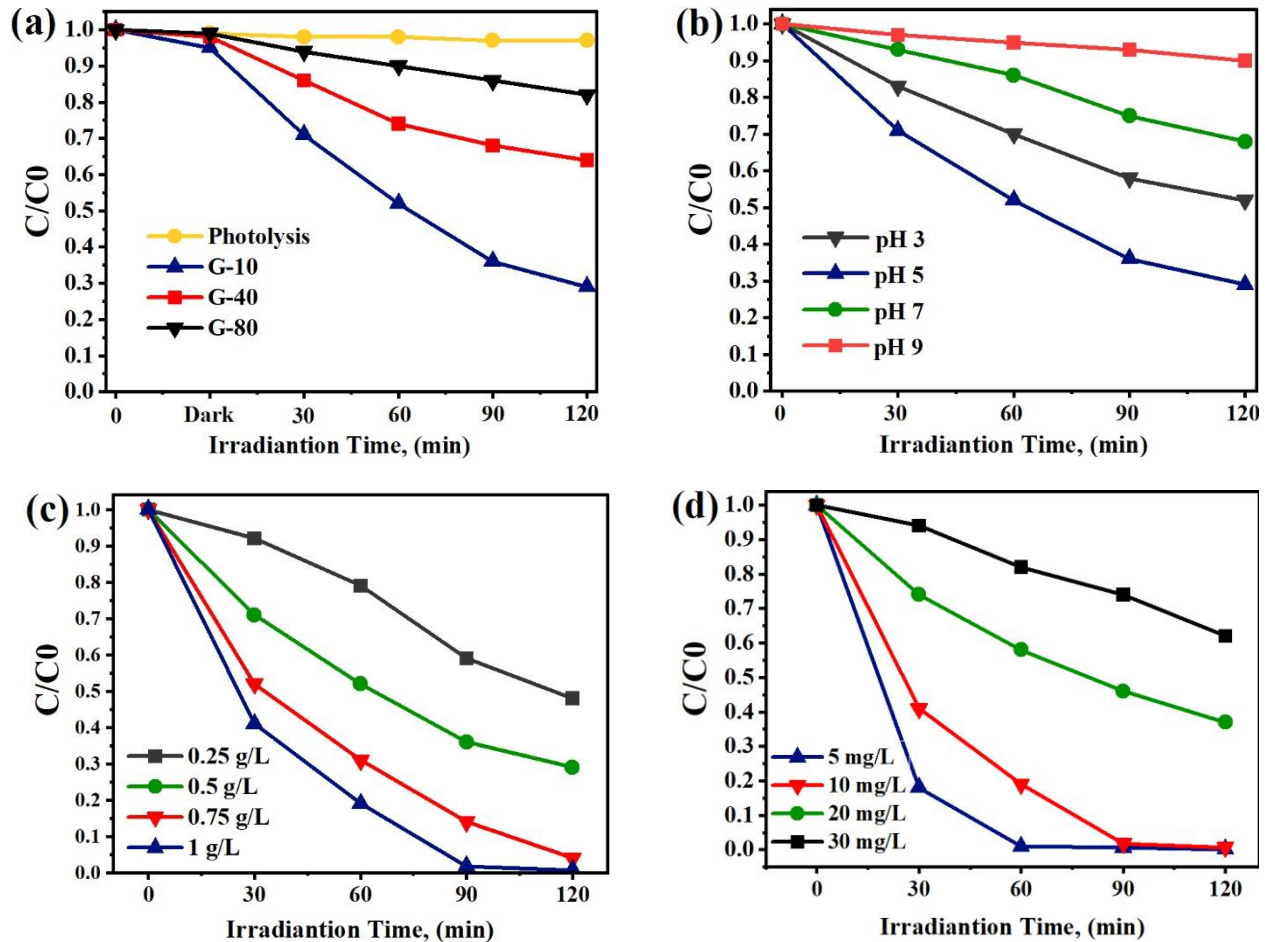 (a)
C/C0
1.0
0.9
0.8
0.7
0.6
0.5
0.4
0.3
0.2
0.1
0.0
Photolysis
G-10
G-40
G-80
0 Dark 30 60 90 120
Irradiantion Time, (min)
(b)
C/C0
1.0
0.9
0.8
0.7
0.6
0.5
0.4
0.3
0.2
0.1
0.0
pH 3
pH 5
pH 7
pH 9
0 30 60 90 120
Irradiantion Time, (min)
(c)
C/C0
1.0
0.9
0.8
0.7
0.6
0.5
0.4
0.3
0.2
0.1
0.0
0.25 g/L
0.5 g/L
0.75 g/L
1 g/L
0 30 60 90 120
Irradiantion Time, (min)
(d)
C/C0
1.0
0.9
0.8
0.7
0.6
0.5
0.4
0.3
0.2
0.1
0.0
5 mg/L
10 mg/L
20 mg/L
30 mg/L
0 30 60 90 120
Irradiantion Time, (min)